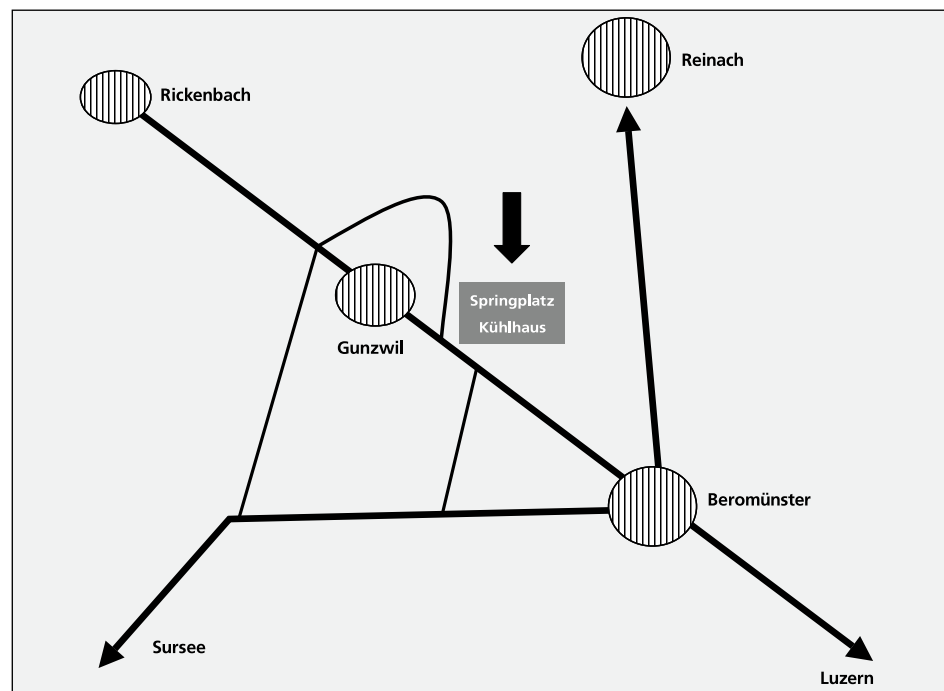 Reinach
Rickenbach
Springplatz
Kühlhaus
Gunzwil
Beromünster
Sursee
Luzern